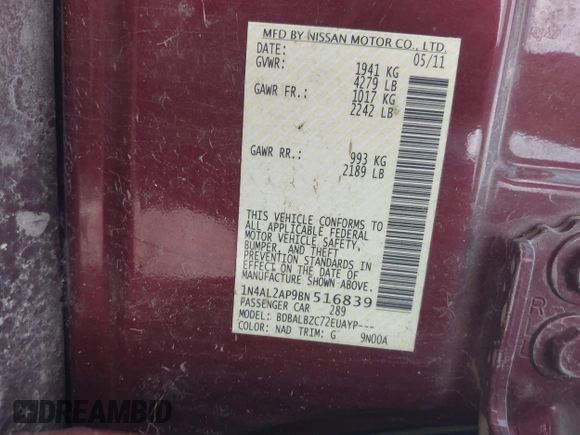 MFD BY NISSAN MOTOR CO., LTD.
DATE: 05/11
GVWR: 1941 KG
4279 LB
GAWR FR.: 1017 KG
2242 LB
GAWR RR.: 993 KG
2189 LB
THIS VEHICLE CONFORMS TO
ALL APPLICABLE FEDERAL
MOTOR VEHICLE SAFETY,
BUMPER, AND THEFT
PREVENTION STANDARDS IN
EFFECT ON THE DATE OF
MANUFACTURE SHOWN ABOVE.
1N4AL2AP9BN516839
PASSENGER CAR 289
MODEL: BDBALBZC72EUAYP---
COLOR: NAD TRIM: G 9N00A
R
DREAMBID